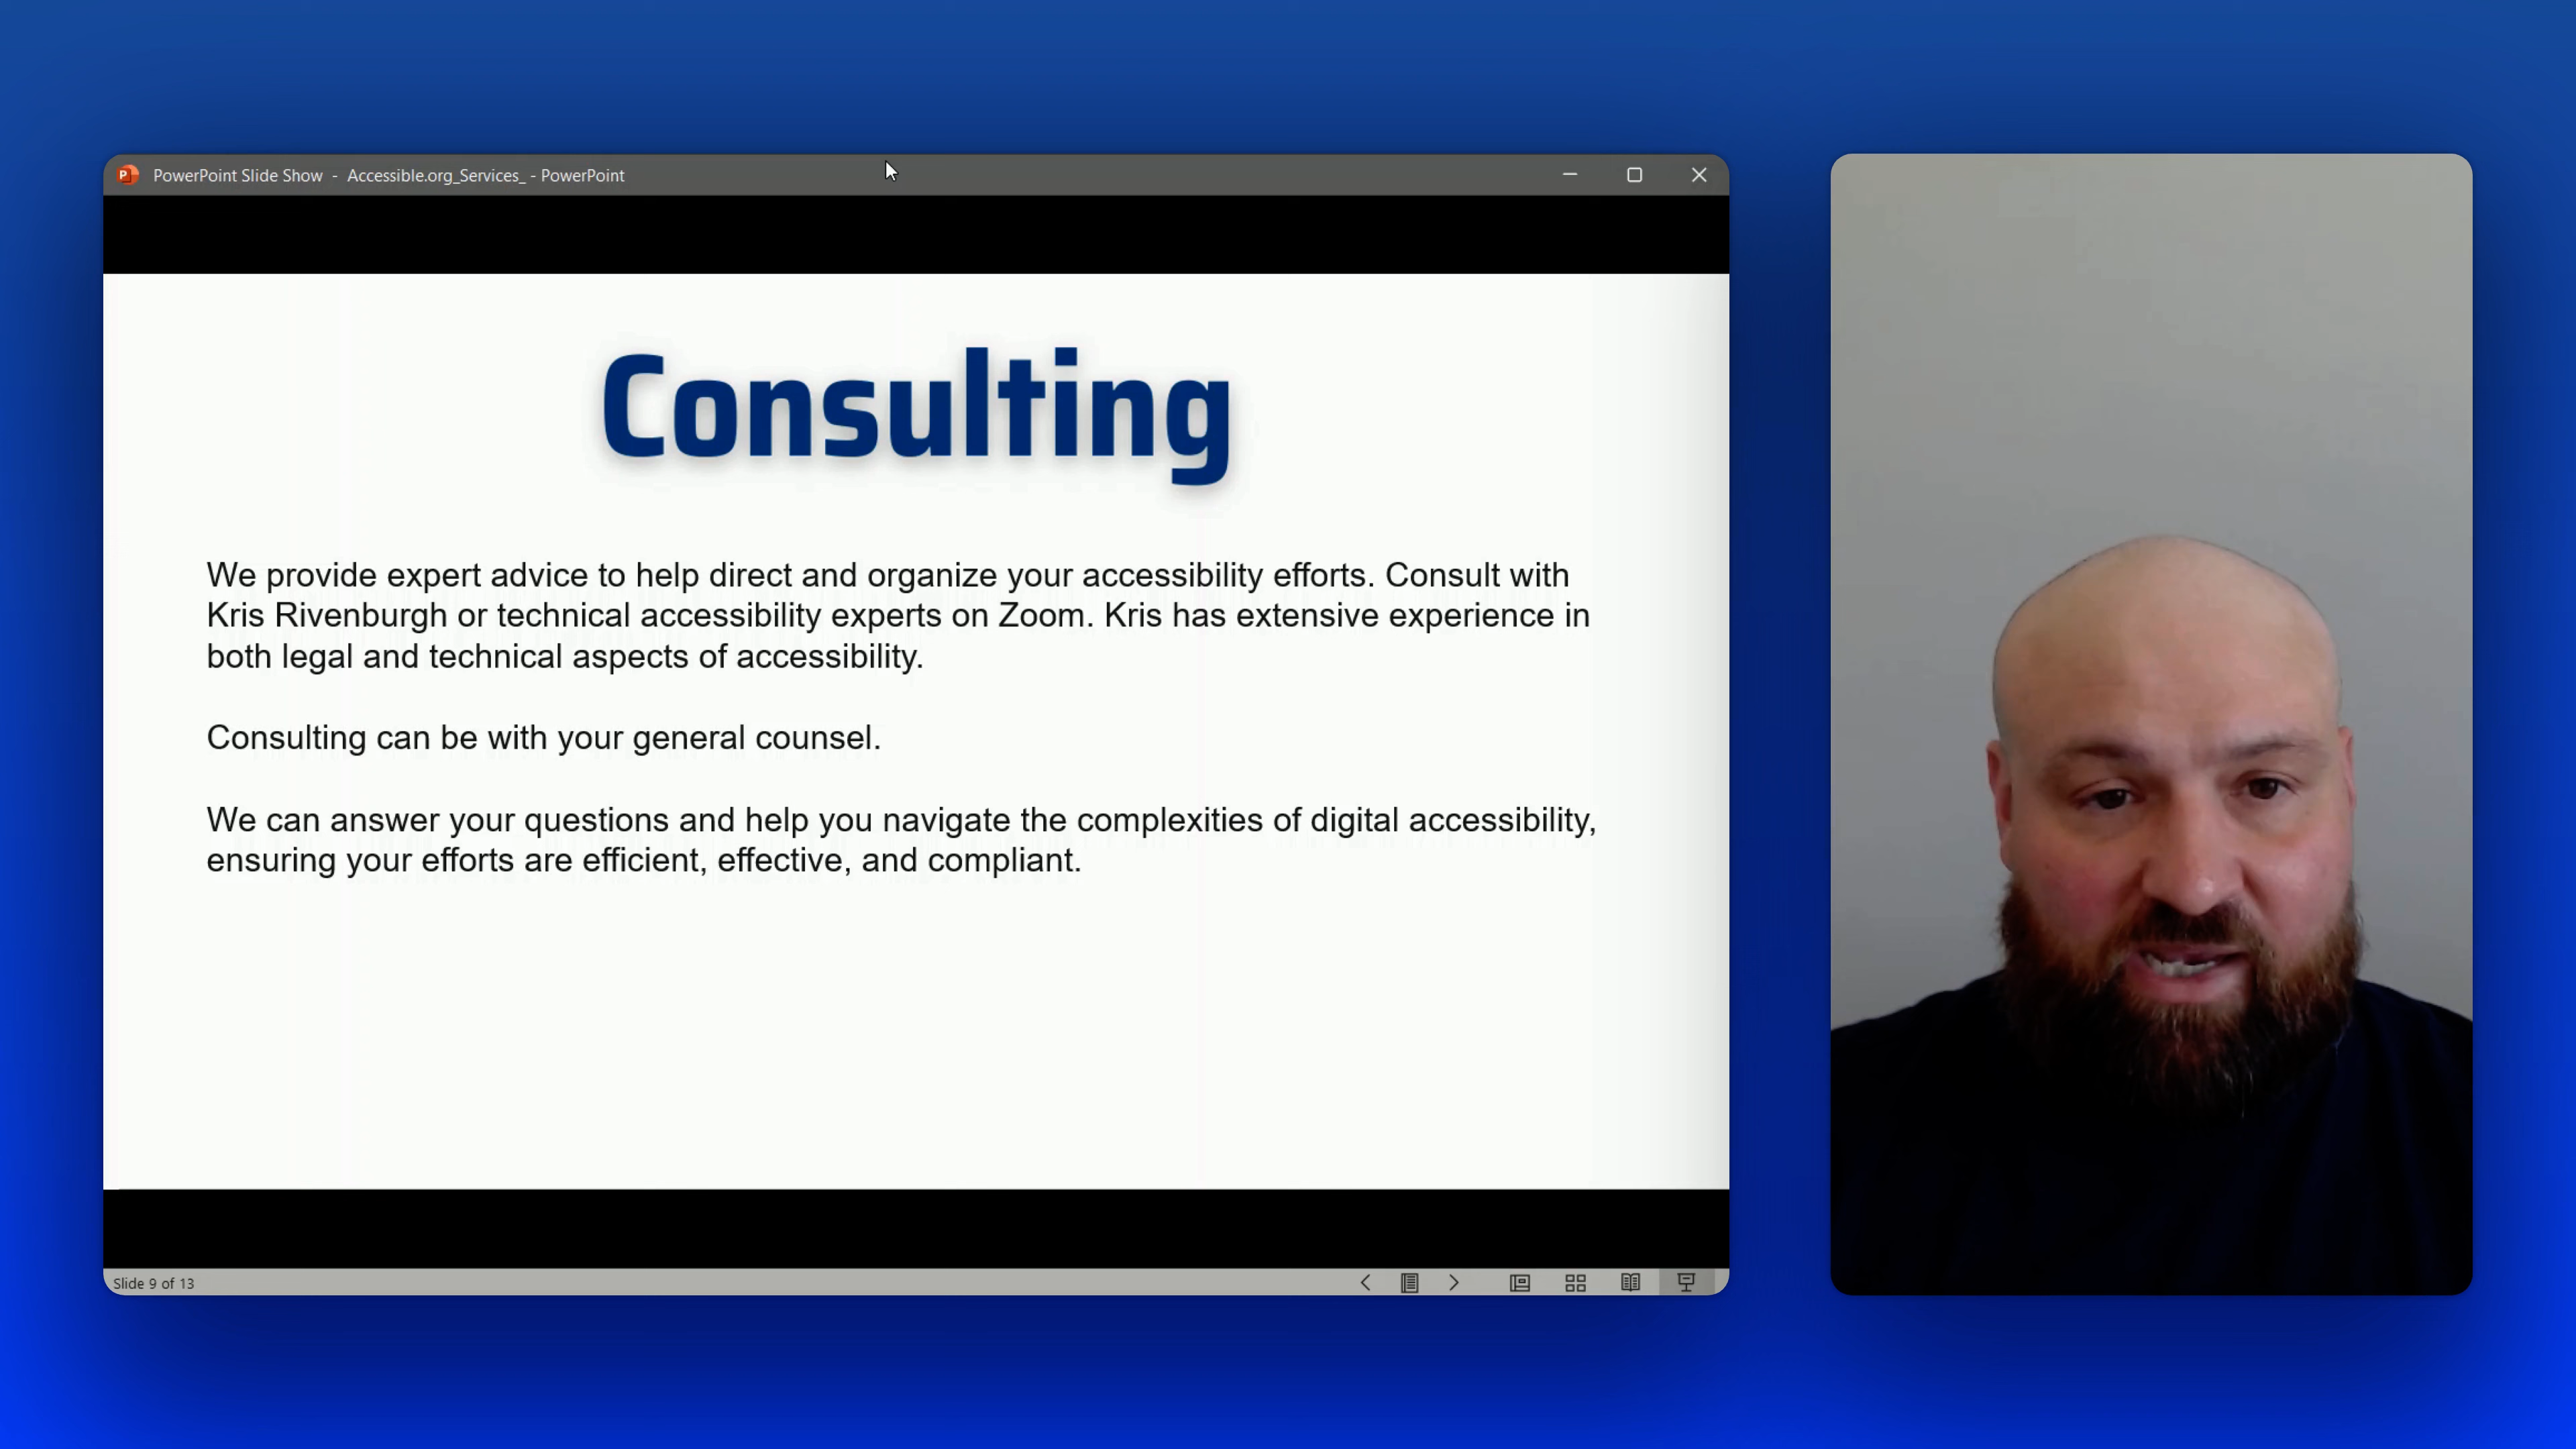 PowerPoint Slide Show - Accessible.org_Services_ - PowerPoint
Consulting
We provide expert advice to help direct and organize your accessibility efforts. Consult with
Kris Rivenburgh or technical accessibility experts on Zoom. Kris has extensive experience in
both legal and technical aspects of accessibility.
Consulting can be with your general counsel.
We can answer your questions and help you navigate the complexities of digital accessibility,
ensuring your efforts are efficient, effective, and compliant.
Slide 9 of 13